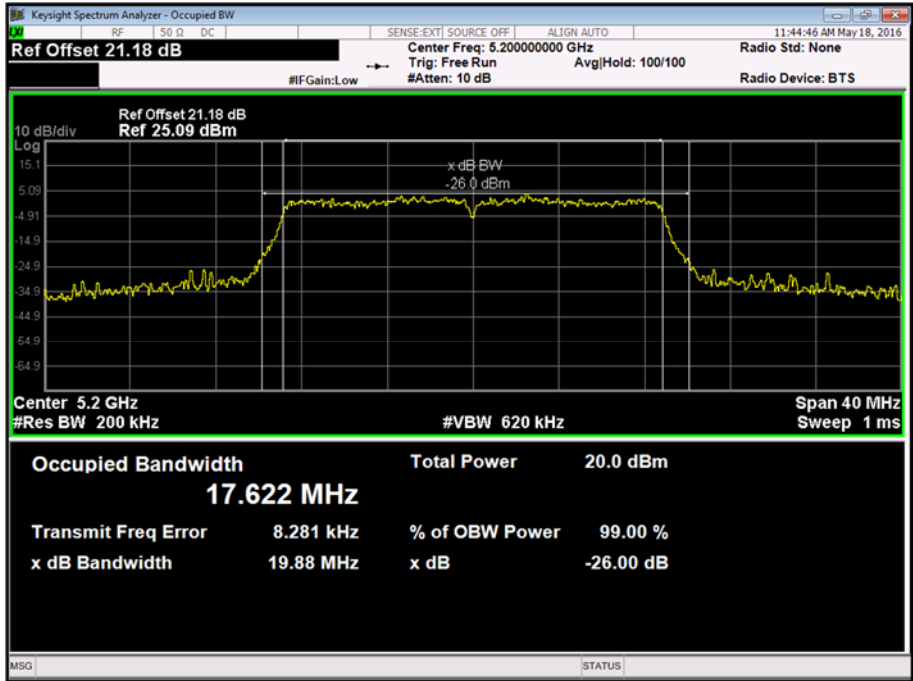 Keysight Spectrum Analyzer - Occupied BW
LXI RF 50 Ω DC SENSE:EXT SOURCE OFF ALIGN AUTO 11:44:46 AM May 18, 2016
Ref Offset 21.18 dB
Center Freq: 5.200000000 GHz
Radio Std: None
Trig: Free Run
Avg|Hold: 100/100
#IFGain:Low
#Atten: 10 dB
Radio Device: BTS
Ref Offset 21.18 dB
10 dB/div
Ref 25.09 dBm
Log
15.1
x dB BW
-26.0 dBm
5.09
-4.91
-14.9
-24.9
-34.9
-44.9
-54.9
-64.9
Center 5.2 GHz
Span 40 MHz
#Res BW 200 kHz
#VBW 620 kHz
Sweep 1 ms
Occupied Bandwidth
Total Power 20.0 dBm
17.622 MHz
Transmit Freq Error 8.281 kHz
% of OBW Power 99.00 %
x dB Bandwidth 19.88 MHz
x dB -26.00 dB
MSG
STATUS